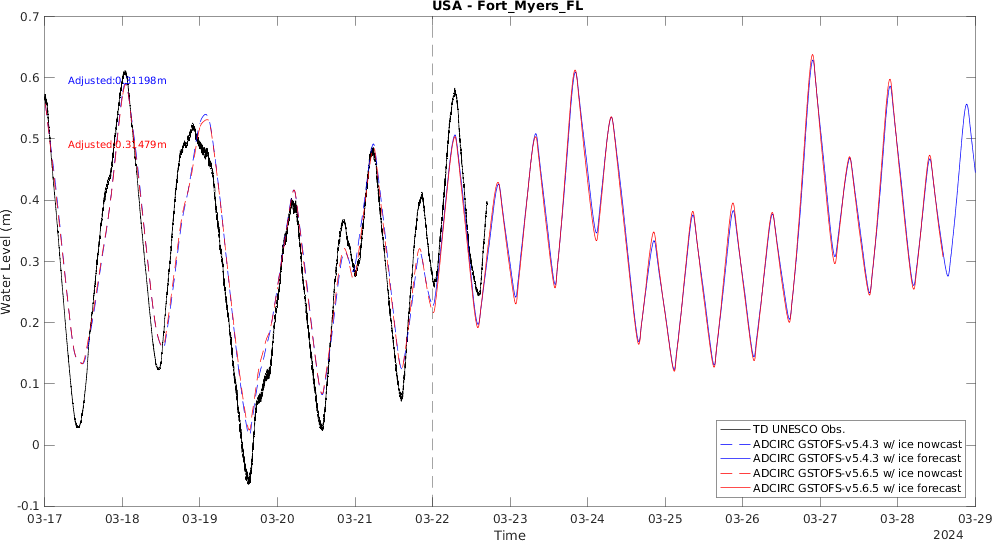 USA - Fort_Myers_FL
0.7
0.6
0.5
0.4
0.3
0.2
0.1
0
-0.1
Water Level (m)
Adjusted:0.31198m
Adjusted:0.31479m
TD UNESCO Obs.
ADCIRC GSTOFS-v5.4.3 w/ ice nowcast
ADCIRC GSTOFS-v5.4.3 w/ ice forecast
ADCIRC GSTOFS-v5.6.5 w/ ice nowcast
ADCIRC GSTOFS-v5.6.5 w/ ice forecast
03-17 03-18 03-19 03-20 03-21 03-22 03-23 03-24 03-25 03-26 03-27 03-28 03-29
Time
2024